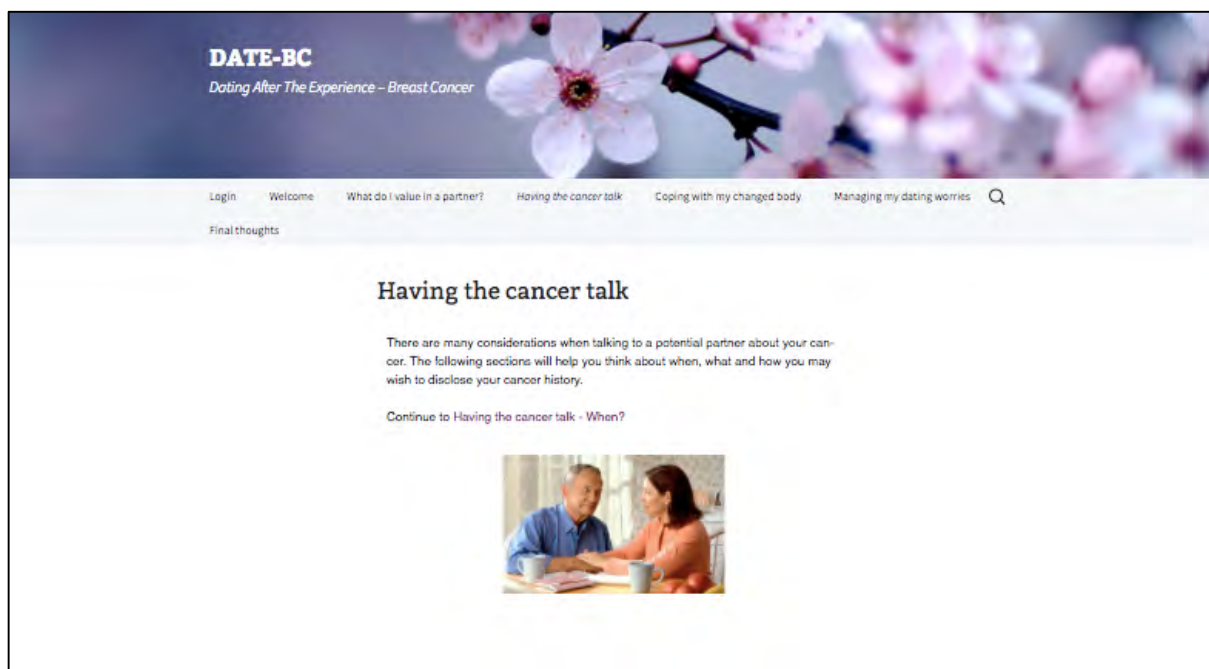 DATE-BC
Dating After The Experience – Breast Cancer
Login Welcome What do I value in a partner? Having the cancer talk Coping with my changed body Managing my dating worries
Final thoughts
Having the cancer talk
There are many considerations when talking to a potential partner about your can-
cer. The following sections will help you think about when, what and how you may
wish to disclose your cancer history.
Continue to Having the cancer talk - When?